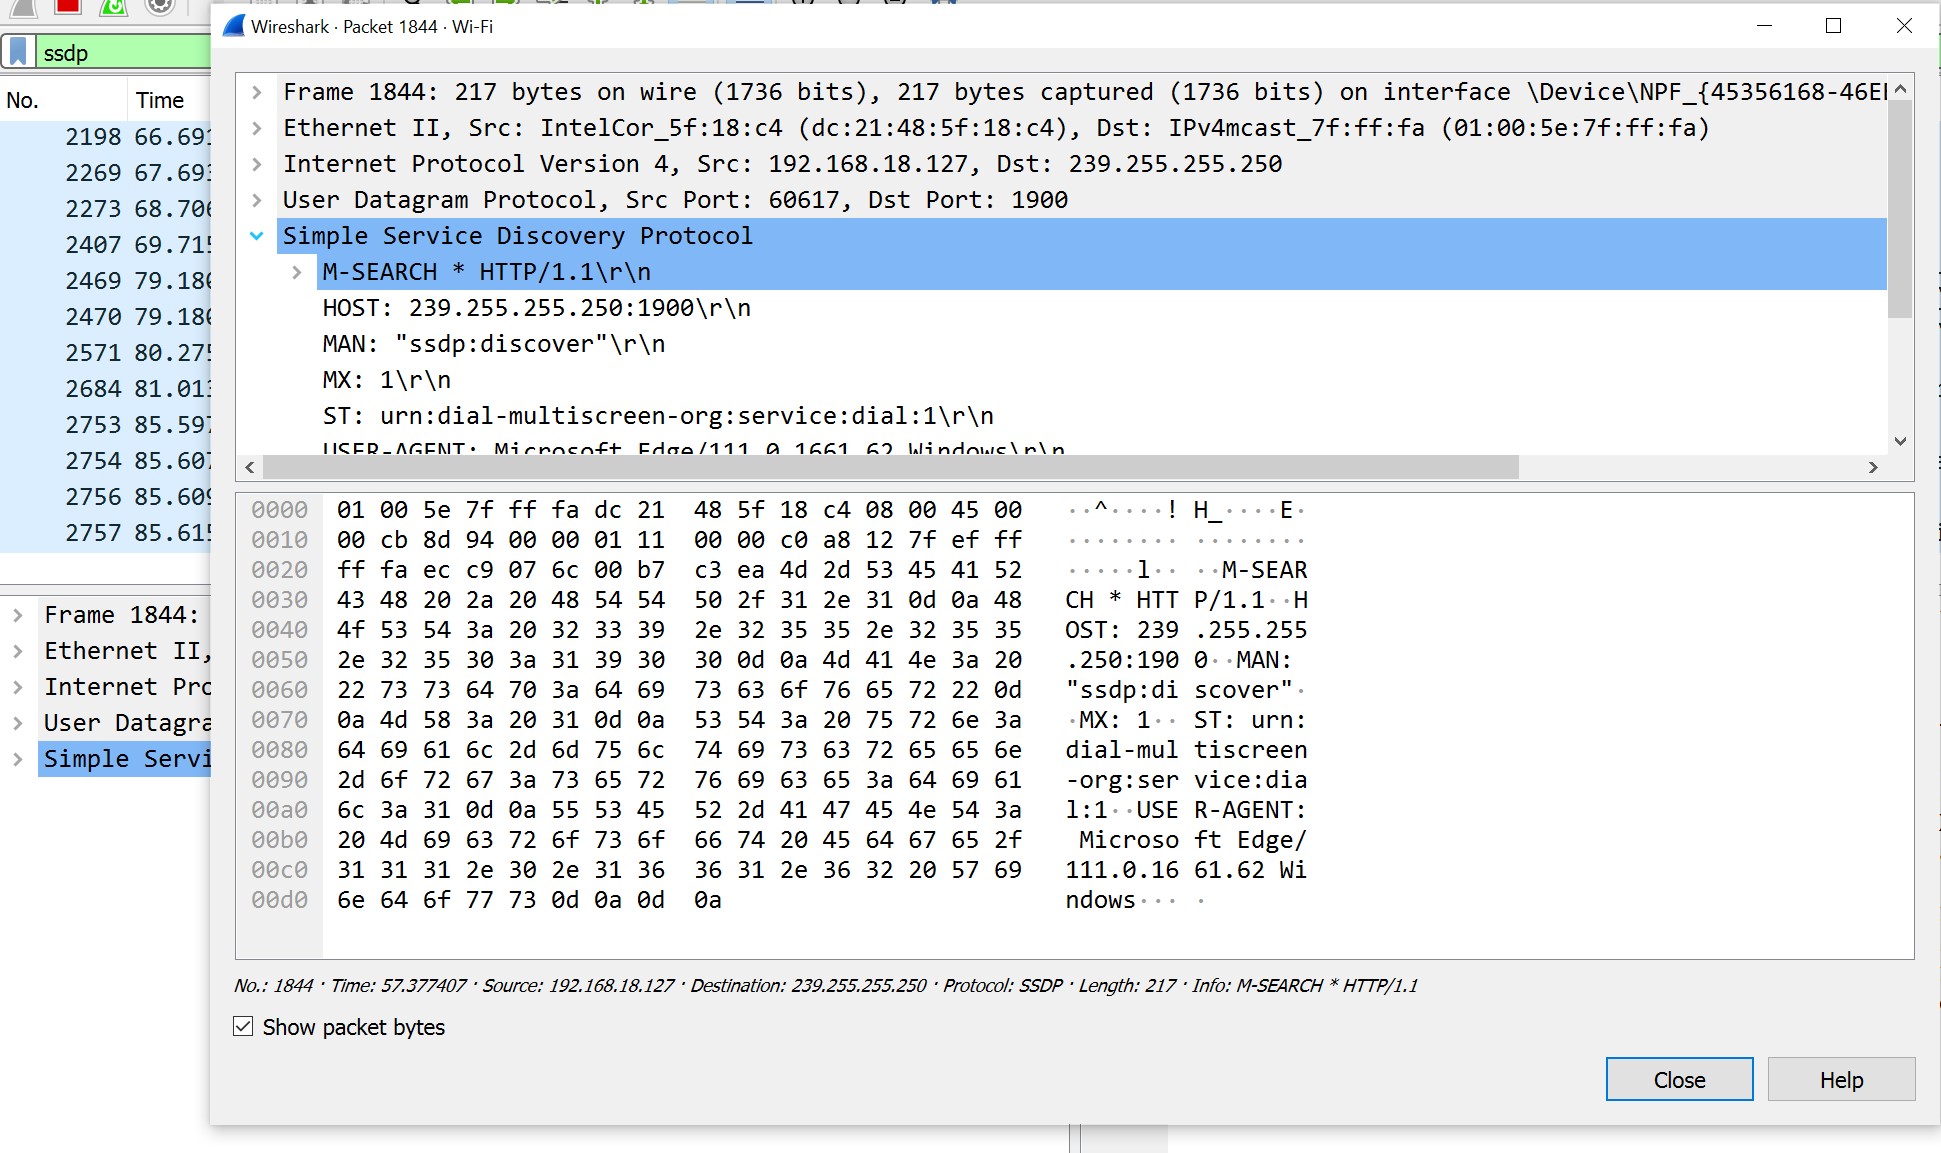 Wireshark · Packet 1844 · Wi-Fi
ssdp
No. Time
2198 66.691
2269 67.693
2273 68.706
2407 69.715
2469 79.180
2470 79.180
2571 80.275
2684 81.013
2753 85.597
2754 85.607
2756 85.609
2757 85.615
Frame 1844:
Ethernet II,
Internet Pro
User Datagra
Simple Servi
Frame 1844: 217 bytes on wire (1736 bits), 217 bytes captured (1736 bits) on interface \Device\NPF_{45356168-46E
Ethernet II, Src: IntelCor_5f:18:c4 (dc:21:48:5f:18:c4), Dst: IPv4mcast_7f:ff:fa (01:00:5e:7f:ff:fa)
Internet Protocol Version 4, Src: 192.168.18.127, Dst: 239.255.255.250
User Datagram Protocol, Src Port: 60617, Dst Port: 1900
Simple Service Discovery Protocol
M-SEARCH * HTTP/1.1\r\n
HOST: 239.255.255.250:1900\r\n
MAN: "ssdp:discover"\r\n
MX: 1\r\n
ST: urn:dial-multiscreen-org:service:dial:1\r\n
USER-AGENT: Microsoft Edge/111.0.1661.62 Windows\r\n
0000 01 00 5e 7f ff fa dc 21 48 5f 18 c4 08 00 45 00 ··^····! H_····E·
0010 00 cb 8d 94 00 00 01 11 00 00 c0 a8 12 7f ef ff ········ ········
0020 ff fa ec c9 07 6c 00 b7 c3 ea 4d 2d 53 45 41 52 ·····l·· ··M-SEAR
0030 43 48 20 2a 20 48 54 54 50 2f 31 2e 31 0d 0a 48 CH * HTT P/1.1··H
0040 4f 53 54 3a 20 32 33 39 2e 32 35 35 2e 32 35 35 OST: 239 .255.255
0050 2e 32 35 30 3a 31 39 30 30 0d 0a 4d 41 4e 3a 20 .250:190 0··MAN:
0060 22 73 73 64 70 3a 64 69 73 63 6f 76 65 72 22 0d "ssdp:di scover"·
0070 0a 4d 58 3a 20 31 0d 0a 53 54 3a 20 75 72 6e 3a ·MX: 1·· ST: urn:
0080 64 69 61 6c 2d 6d 75 6c 74 69 73 63 72 65 65 6e dial-mul tiscreen
0090 2d 6f 72 67 3a 73 65 72 76 69 63 65 3a 64 69 61 -org:ser vice:dia
00a0 6c 3a 31 0d 0a 55 53 45 52 2d 41 47 45 4e 54 3a l:1··USE R-AGENT:
00b0 20 4d 69 63 72 6f 73 6f 66 74 20 45 64 67 65 2f Microso ft Edge/
00c0 31 31 31 2e 30 2e 31 36 36 31 2e 36 32 20 57 69 111.0.16 61.62 Wi
00d0 6e 64 6f 77 73 0d 0a 0d 0a ndows··· ·
No.: 1844 · Time: 57.377407 · Source: 192.168.18.127 · Destination: 239.255.255.250 · Protocol: SSDP · Length: 217 · Info: M-SEARCH * HTTP/1.1
Show packet bytes
Close Help